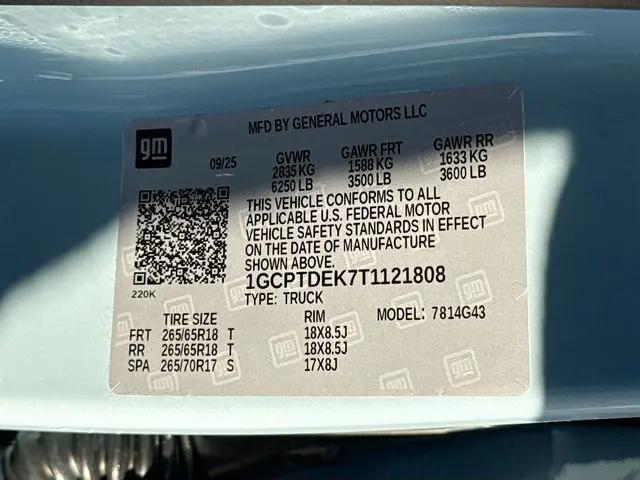 MFD BY GENERAL MOTORS LLC
gm
09/25
GVWR GAWR FRT GAWR RR
2835 KG 1588 KG 1633 KG
6250 LB 3500 LB 3600 LB
THIS VEHICLE CONFORMS TO ALL
APPLICABLE U.S. FEDERAL MOTOR
VEHICLE SAFETY STANDARDS IN EFFECT
ON THE DATE OF MANUFACTURE
SHOWN ABOVE.
220K
1GCPTDEK7T1121808
TYPE: TRUCK
TIRE SIZE RIM MODEL: 7814G43
FRT 265/65R18 T 18X8.5J
RR 265/65R18 T 18X8.5J
SPA 265/70R17 S 17X8J